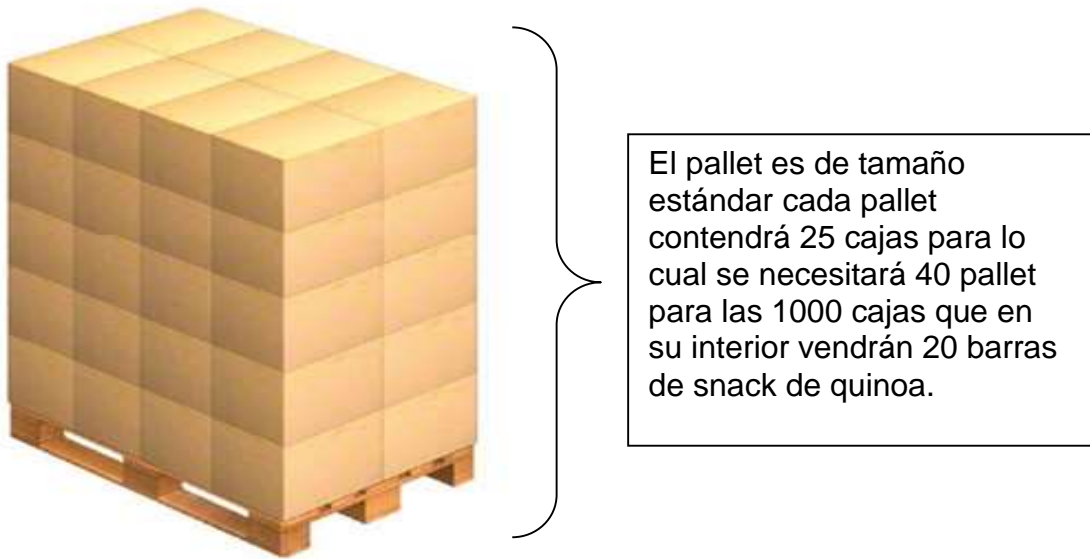 El pallet es de tamaño
estándar cada pallet
contendrá 25 cajas para lo
cual se necesitará 40 pallet
para las 1000 cajas que en
su interior vendrán 20 barras
de snack de quinoa.